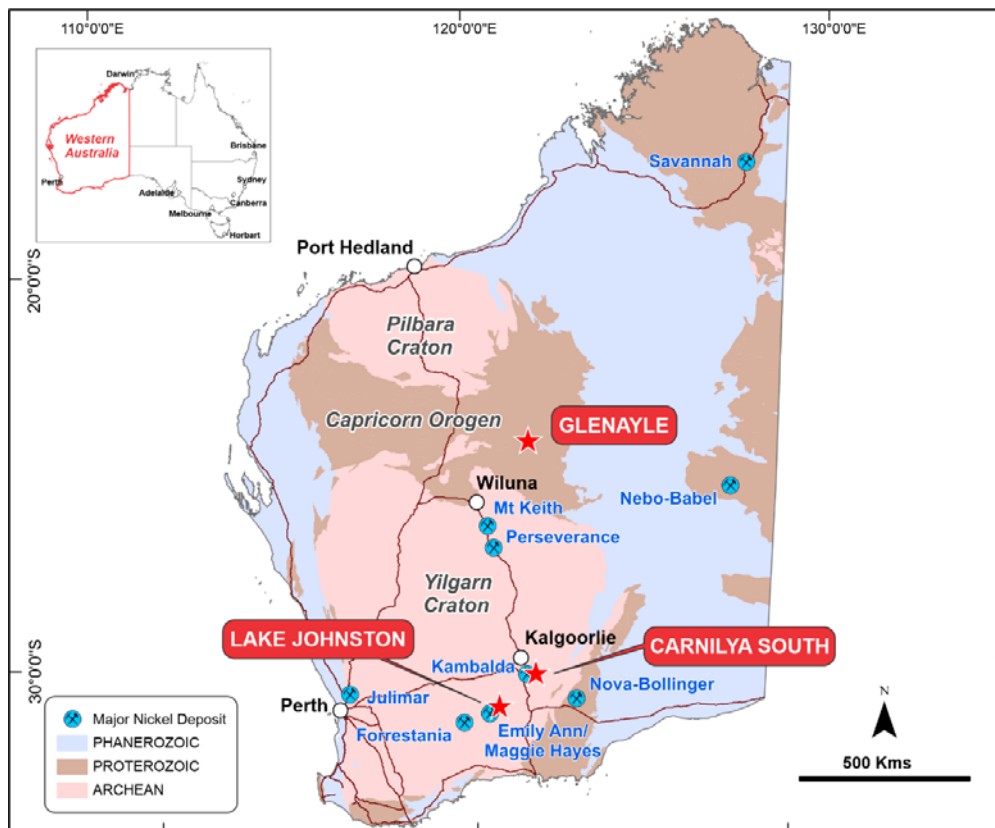 110°0'0"E
120°0'0"E
130°0'0"E
Darwin
Western
Australia
Brisbane
Perth
Adelaide
Sydney
Canberra
Melbourne
Horbart
Savannah
Port Hedland
20°0'0"S
Pilbara
Craton
Capricorn Orogen
GLENAYLE
Wiluna
Mt Keith
Nebo-Babel
Perseverance
Yilgarn
Craton
LAKE JOHNSTON
Kalgoorlie
CARNILYA SOUTH
Kambalda
30°0'0"S
Julimar
Nova-Bollinger
Perth
Forrestania
Emily Ann/
Maggie Hayes
Major Nickel Deposit
PHANEROZOIC
PROTEROZOIC
ARCHEAN
N
500 Kms